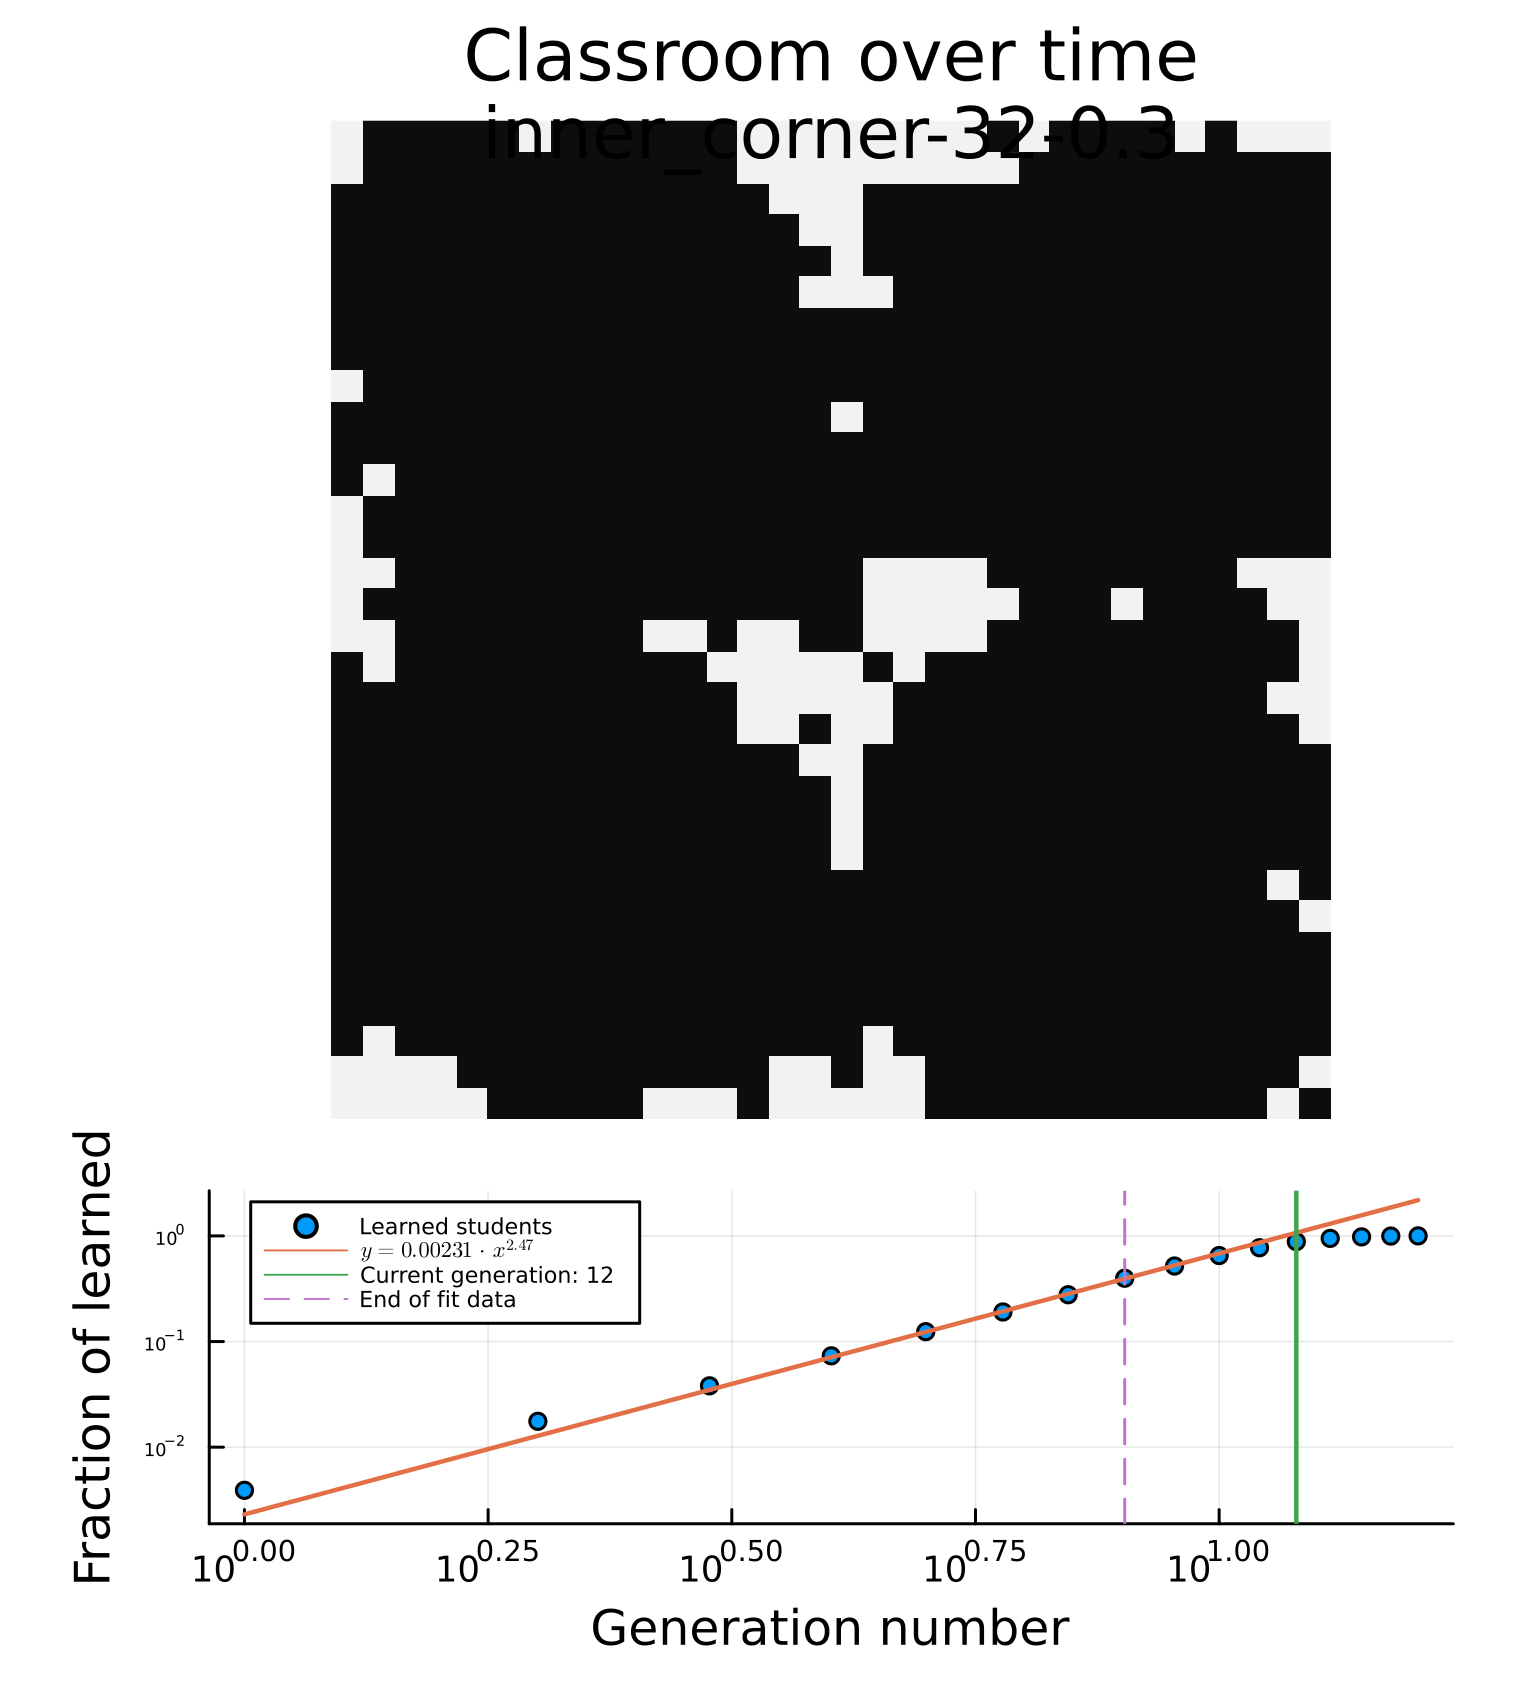 Classroom over time
inner_corner-32-0.3
Fraction of learned
10⁰
10⁻¹
10⁻²
Learned students
y = 0.00231 · x^2.47
Current generation: 12
End of fit data
10^0.00 10^0.25 10^0.50 10^0.75 10^1.00
Generation number